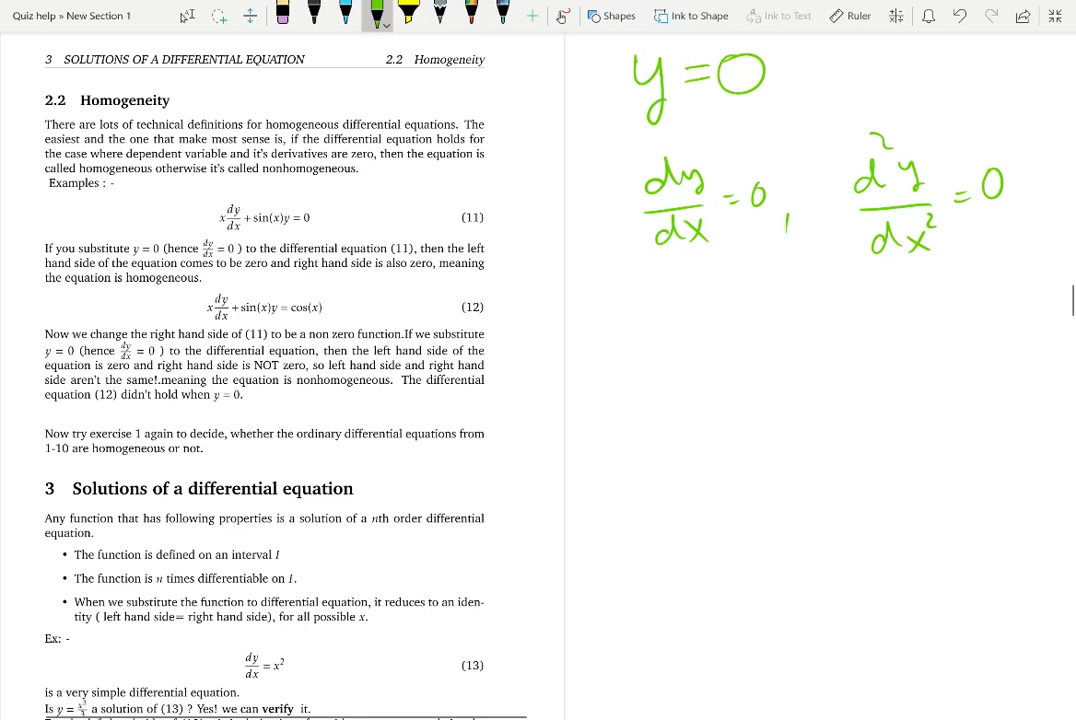 Quiz help » New Section 1
Shapes
Ink to Shape
Ink to Text
Ruler
3 SOLUTIONS OF A DIFFERENTIAL EQUATION 2.2 Homogeneity
2.2 Homogeneity
There are lots of technical definitions for homogeneous differential equations. The
easiest and the one that make most sense is, if the differential equation holds for
the case where dependent variable and it's derivatives are zero, then the equation is
called homogeneous otherwise it's called nonhomogeneous.
Examples : -
x dy/dx + sin(x)y = 0 (11)
If you substitute y = 0 (hence dy/dx = 0 ) to the differential equation (11), then the left
hand side of the equation comes to be zero and right hand side is also zero, meaning
the equation is homogeneous.
x dy/dx + sin(x)y = cos(x) (12)
Now we change the right hand side of (11) to be a non zero function.If we substitute
y = 0 (hence dy/dx = 0 ) to the differential equation, then the left hand side of the
equation is zero and right hand side is NOT zero, so left hand side and right hand
side aren't the same!.meaning the equation is nonhomogeneous. The differential
equation (12) didn't hold when y = 0.
Now try exercise 1 again to decide, whether the ordinary differential equations from
1-10 are homogeneous or not.
3 Solutions of a differential equation
Any function that has following properties is a solution of a nth order differential
equation.
• The function is defined on an interval I
• The function is n times differentiable on I.
• When we substitute the function to differential equation, it reduces to an iden-
tity ( left hand side= right hand side), for all possible x.
Ex: -
dy/dx = x² (13)
is a very simple differential equation.
Is y = x³/3 a solution of (13) ? Yes! we can verify it.
y = 0
dy/dx = 0, d²y/dx² = 0